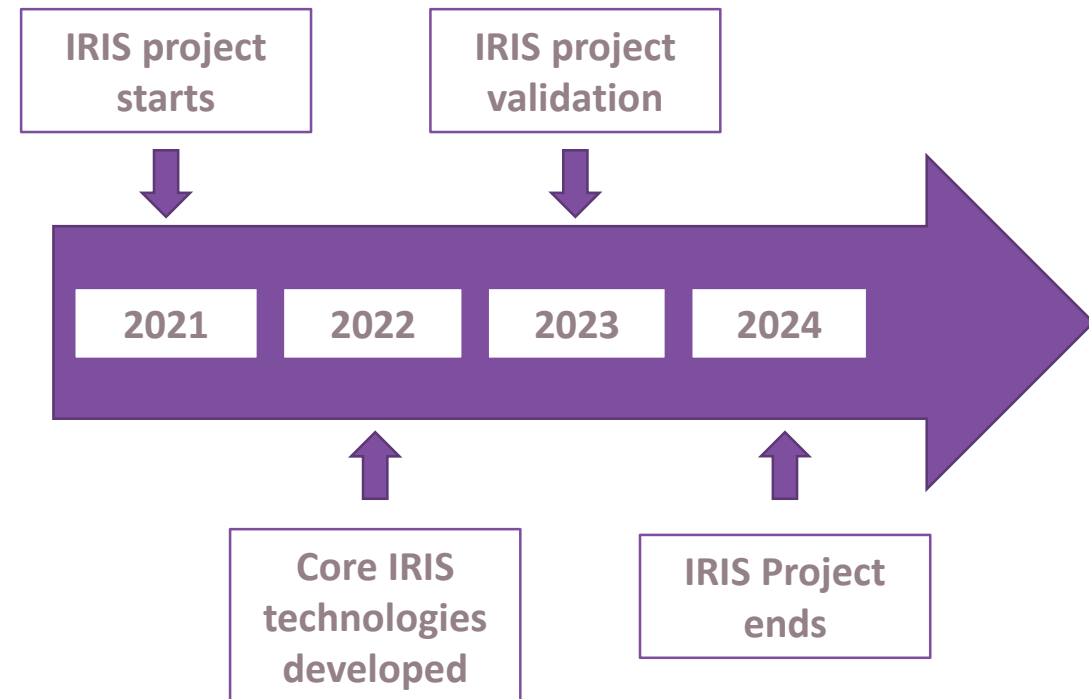 IRIS project
starts
IRIS project
validation
2021
2022
2023
2024
Core IRIS
technologies
developed
IRIS Project
ends